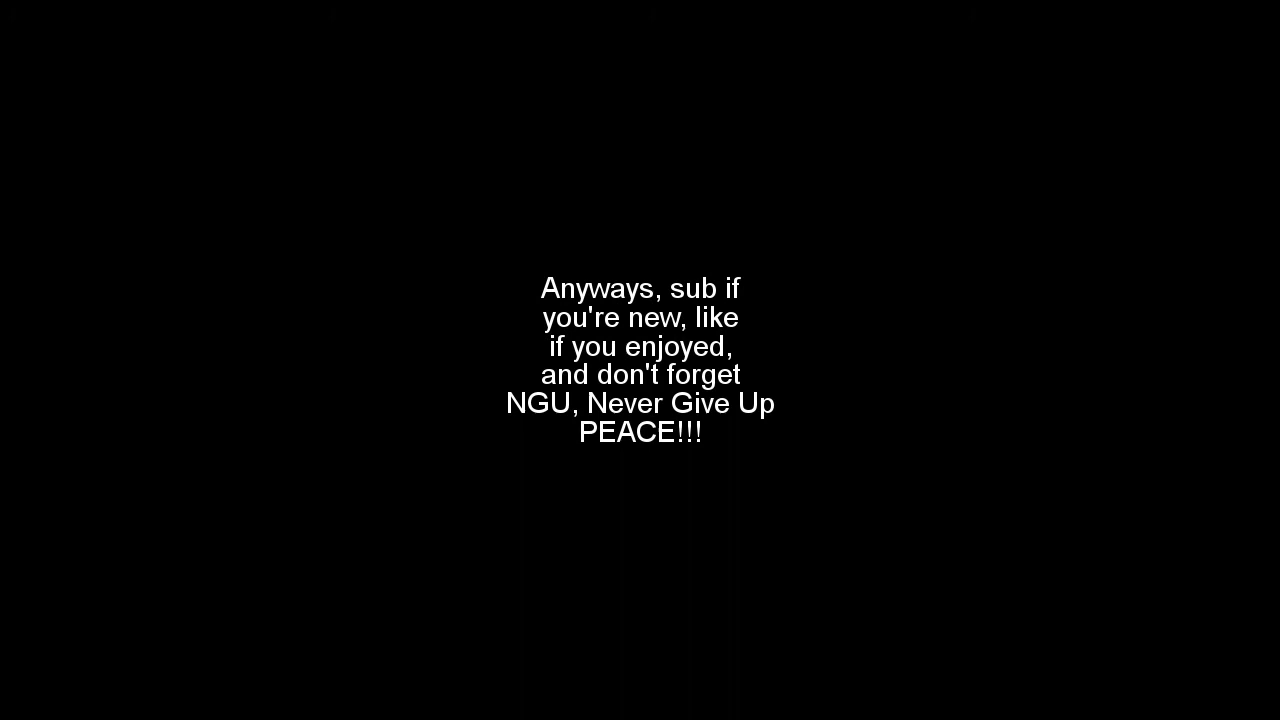 Anyways, sub if
you're new, like
if you enjoyed,
and don't forget
NGU, Never Give Up
PEACE!!!